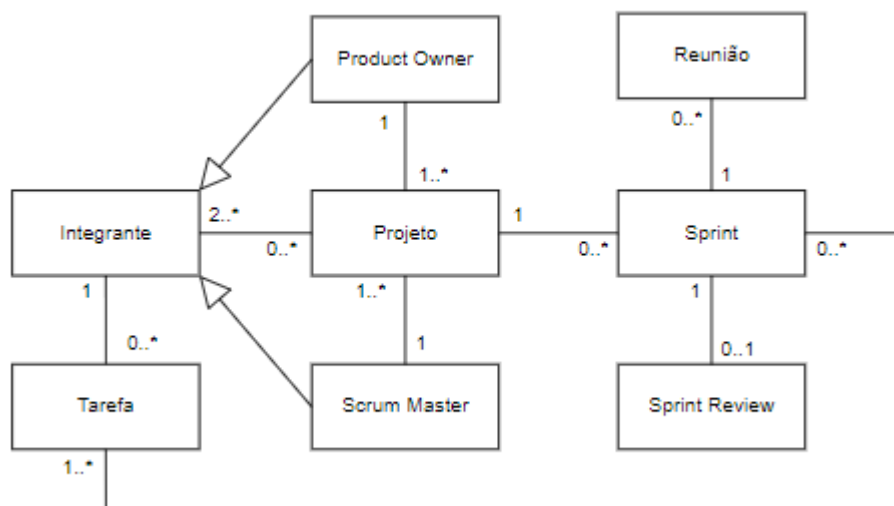 Product Owner
Reunião
1
0..*
1..*
1
Integrante
2..*
0..*
Projeto
1
0..*
Sprint
0..*
1
1..*
1
0..*
1
0..1
Tarefa
Scrum Master
Sprint Review
1..*